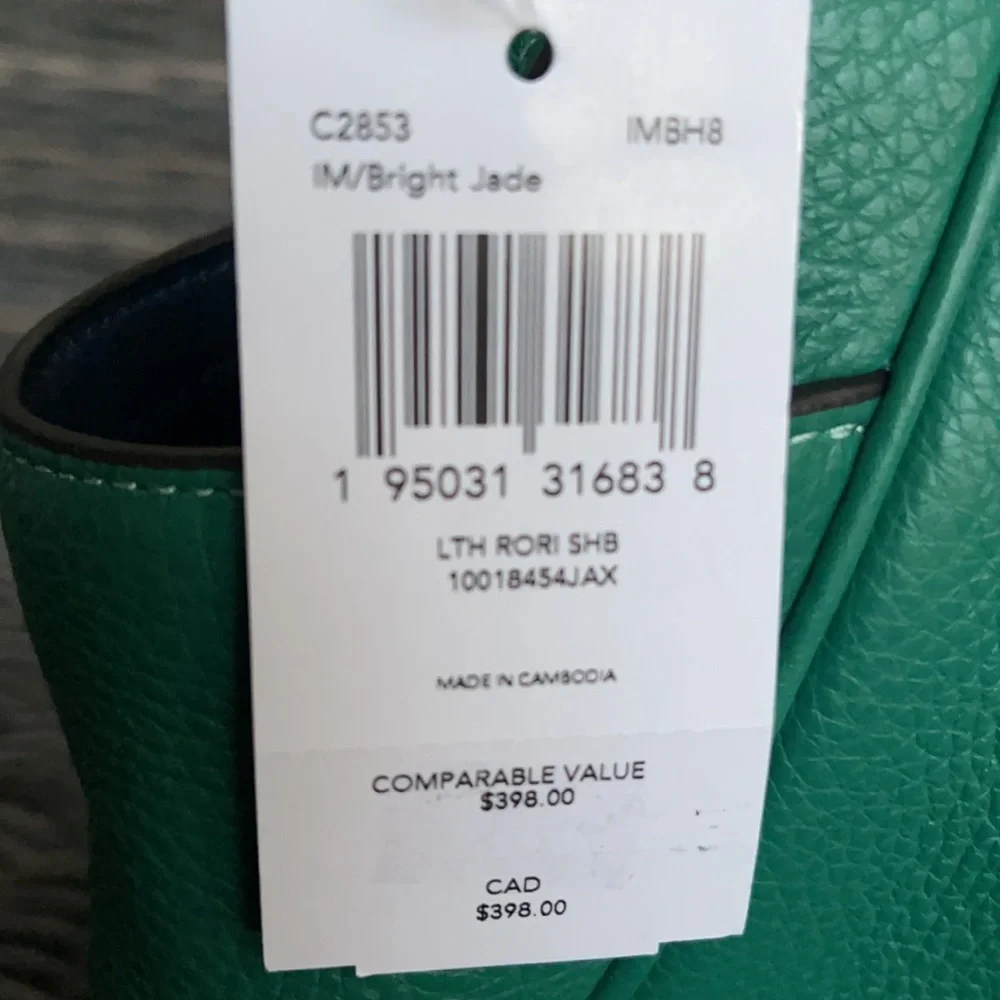 C2853 IMBH8
IM/Bright Jade
1 95031 31683 8
LTH RORI SHB
10018454JAX
MADE IN CAMBODIA
COMPARABLE VALUE
$398.00
CAD
$398.00